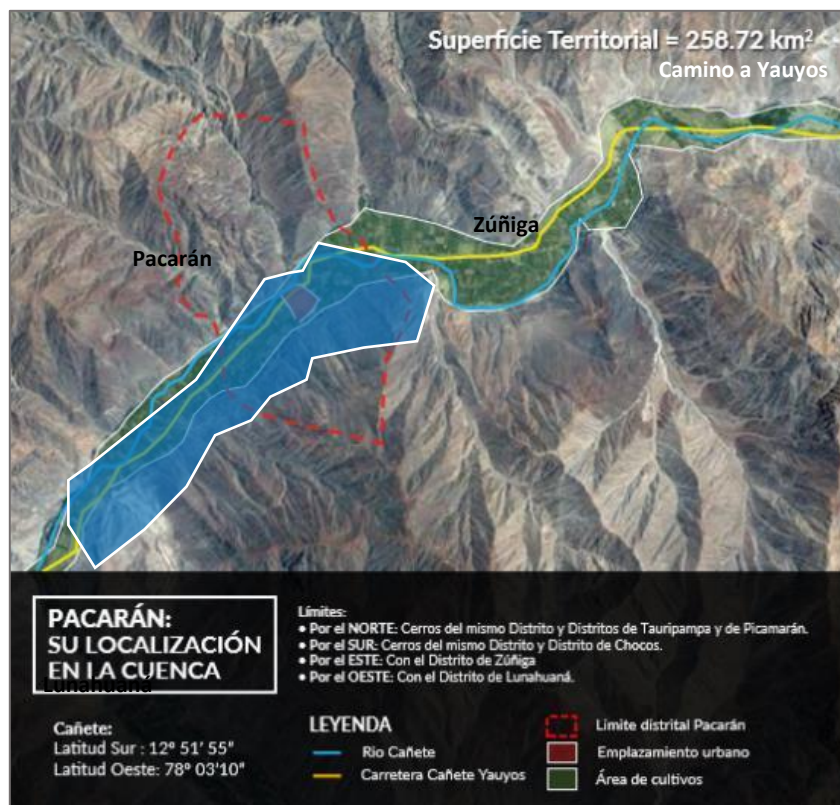 Superficie Territorial = 258.72 km²
Camino a Yauyos
Zúñiga
Pacarán
PACARÁN:
SU LOCALIZACIÓN
EN LA CUENCA
Lunahuaná
Límites:
• Por el NORTE: Cerros del mismo Distrito y Distritos de Tauripampa y de Picamarán.
• Por el SUR: Cerros del mismo Distrito y Distrito de Chocos.
• Por el ESTE: Con el Distrito de Zúñiga
• Por el OESTE: Con el Distrito de Lunahuaná.
Cañete:
Latitud Sur : 12º 51' 55"
Latitud Oeste: 78º 03'10"
LEYENDA
Rio Cañete
Carretera Cañete Yauyos
Limite distrital Pacarán
Emplazamiento urbano
Área de cultivos